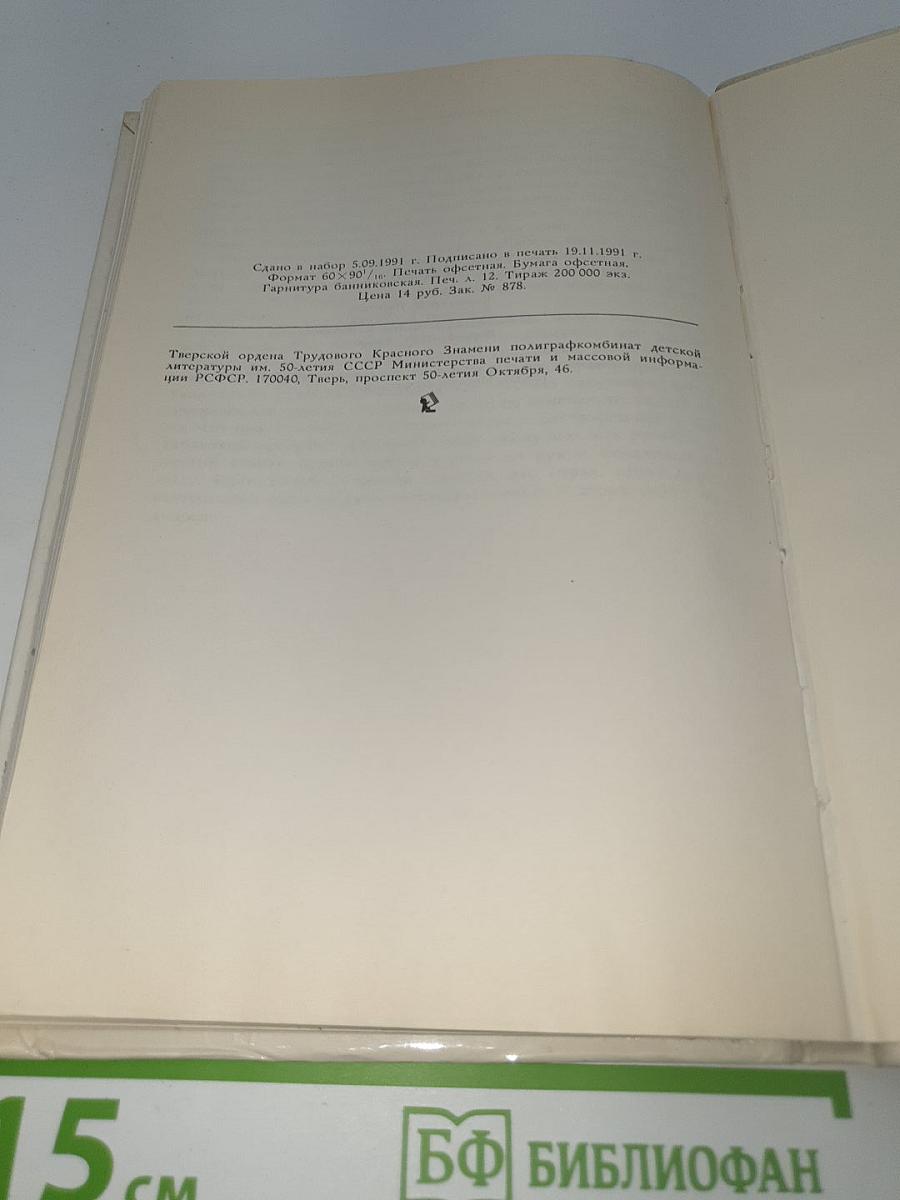 Сдано в набор 5.09.1991 г. Подписано в печать 19.11.1991 г.
Формат 60×90¹/₁₆. Печать офсетная. Бумага офсетная.
Гарнитура банниковская. Печ. л. 12. Тираж 200 000 экз.
Цена 14 руб. Зак. № 878.
Тверской ордена Трудового Красного Знамени полиграфкомбинат детской
литературы им. 50-летия СССР Министерства печати и массовой информа-
ции РСФСР. 170040, Тверь, проспект 50-летия Октября, 46.
15 см
БФ БИБЛИОФАН